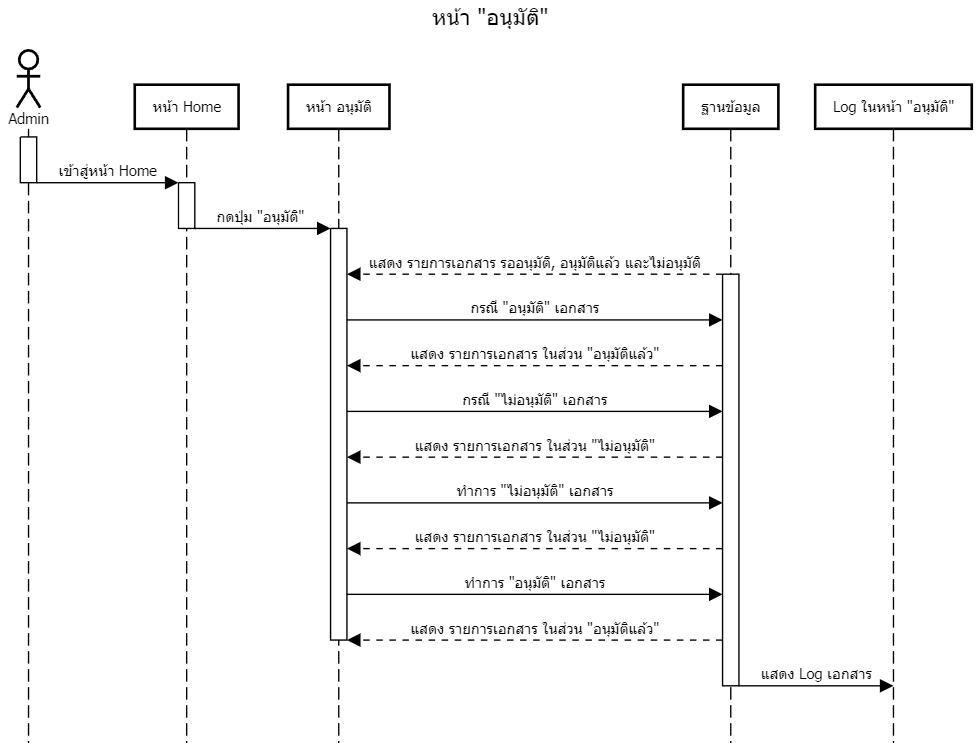 หน้า "อนุมัติ"
Admin
หน้า Home
หน้า อนุมัติ
ฐานข้อมูล
Log ในหน้า "อนุมัติ"
เข้าสู่หน้า Home
กดปุ่ม "อนุมัติ"
แสดง รายการเอกสาร รออนุมัติ, อนุมัติแล้ว และไม่อนุมัติ
กรณี "อนุมัติ" เอกสาร
แสดง รายการเอกสาร ในส่วน "อนุมัติแล้ว"
กรณี "ไม่อนุมัติ" เอกสาร
แสดง รายการเอกสาร ในส่วน "ไม่อนุมัติ"
ทำการ "ไม่อนุมัติ" เอกสาร
แสดง รายการเอกสาร ในส่วน "ไม่อนุมัติ"
ทำการ "อนุมัติ" เอกสาร
แสดง รายการเอกสาร ในส่วน "อนุมัติแล้ว"
แสดง Log เอกสาร